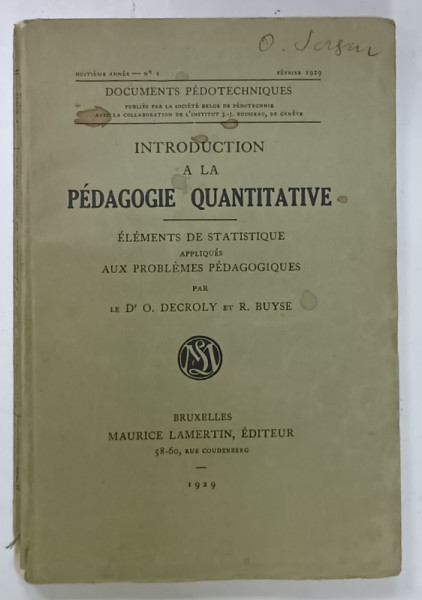 HUITIÈME ANNÉE — N° 1 FÉVRIER 1929
DOCUMENTS PÉDOTECHNIQUES
PUBLIÉS PAR LA SOCIÉTÉ BELGE DE PÉDOTECHNIE
AVEC LA COLLABORATION DE L'INSTITUT J.-J. ROUSSEAU, DE GENÈVE
INTRODUCTION
A LA
PÉDAGOGIE QUANTITATIVE
ÉLÉMENTS DE STATISTIQUE
APPLIQUÉS
AUX PROBLÈMES PÉDAGOGIQUES
PAR
LE Dr O. DECROLY ET R. BUYSE
BRUXELLES
MAURICE LAMERTIN, ÉDITEUR
58-60, RUE COUDENBERG
—
1929